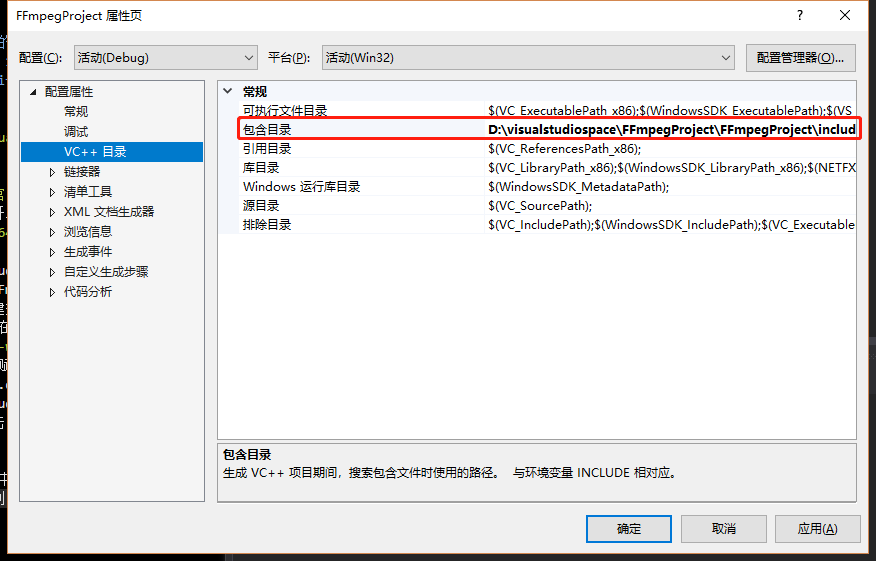 FFmpegProject 属性页
配置(C): 活动(Debug) 平台(P): 活动(Win32) 配置管理器(O)...
配置属性
常规
调试
VC++ 目录
链接器
清单工具
XML 文档生成器
浏览信息
生成事件
自定义生成步骤
代码分析
常规
可执行文件目录 $(VC_ExecutablePath_x86);$(WindowsSDK_ExecutablePath);$(VS
包含目录 D:\visualstudiospace\FFmpegProject\FFmpegProject\includ
引用目录 $(VC_ReferencesPath_x86);
库目录 $(VC_LibraryPath_x86);$(WindowsSDK_LibraryPath_x86);$(NETFX
Windows 运行库目录 $(WindowsSDK_MetadataPath);
源目录 $(VC_SourcePath);
排除目录 $(VC_IncludePath);$(WindowsSDK_IncludePath);$(VC_Executable
包含目录
生成 VC++ 项目期间，搜索包含文件时使用的路径。 与环境变量 INCLUDE 相对应。
确定 取消 应用(A)